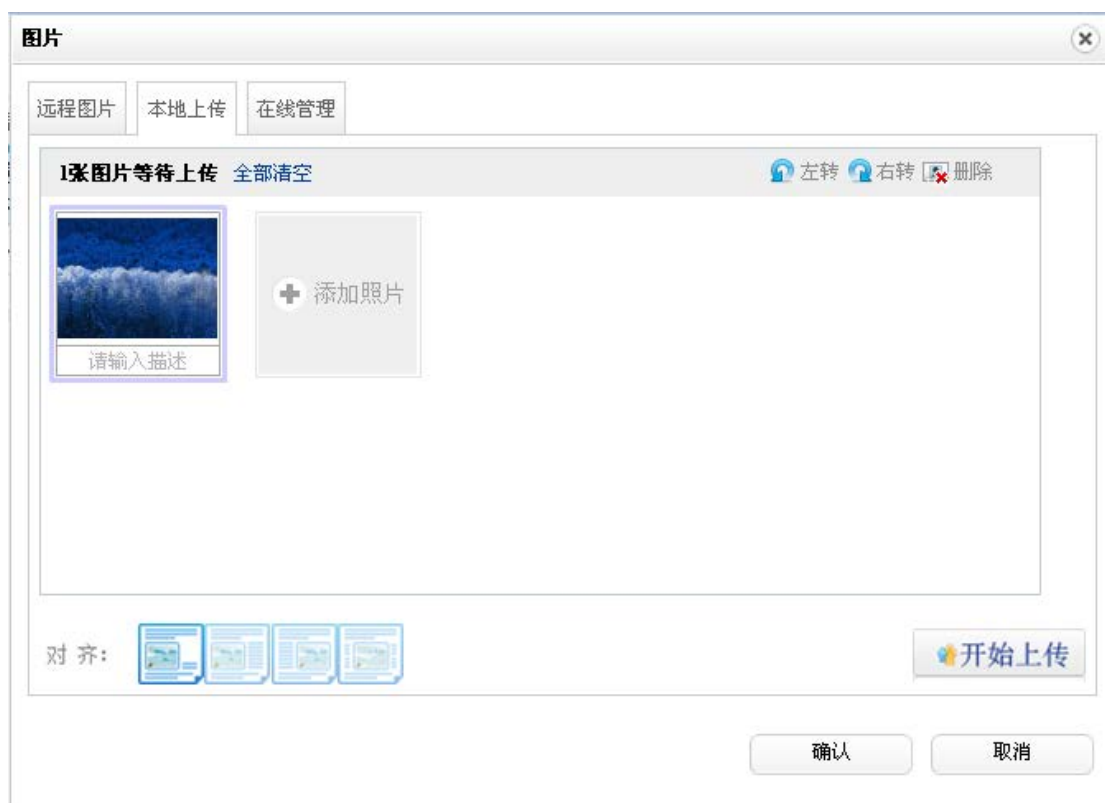 图片
远程图片 本地上传 在线管理
1张图片等待上传 全部清空 左转 右转 删除
添加照片
请输入描述
对 齐：
开始上传
确认 取消